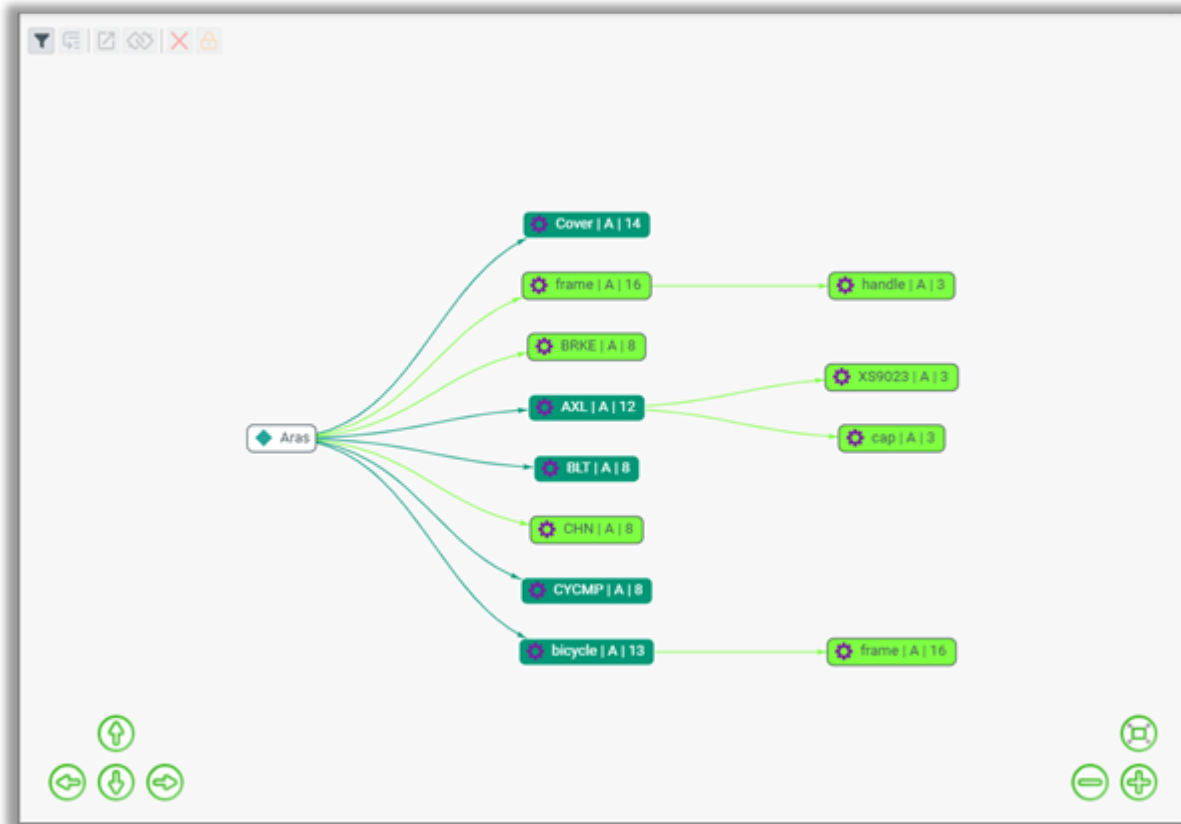 Cover | A | 14
frame | A | 16
handle | A | 3
BRKE | A | 8
XS9023 | A | 3
AXL | A | 12
Aras
cap | A | 3
BLT | A | 8
CHN | A | 8
CYCMP | A | 8
bicycle | A | 13
frame | A | 16